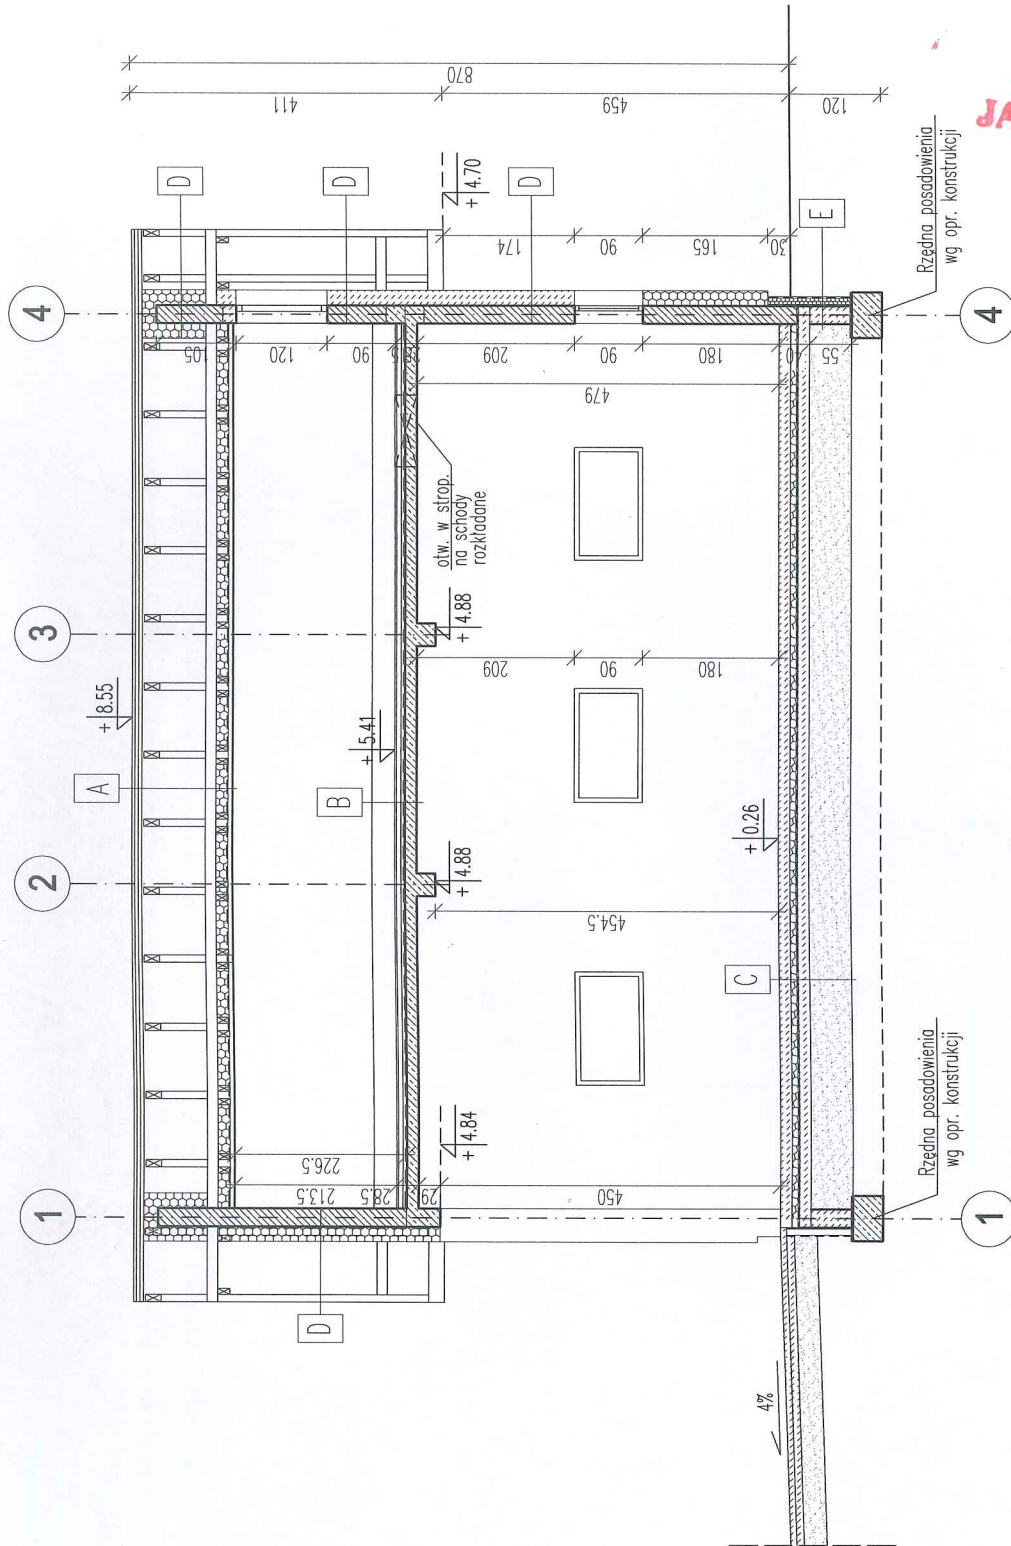 1
2
3
4
+ 8.55
A
D
D
D
D
B
411
870
459
120
+ 4.70
174
90
165
30
105
120
90
28.5
209
90
180
40
55
479
E
JA
Rzędna posadowienia
wg opr. konstrukcji
otw. w strop.
na schody
rozkładane
+ 4.88
+ 5.41
209
90
180
+ 4.88
454.5
+ 0.26
C
226.5
213.5
28.5
29
450
+ 4.84
Rzędna posadowienia
wg opr. konstrukcji
4%
1
4